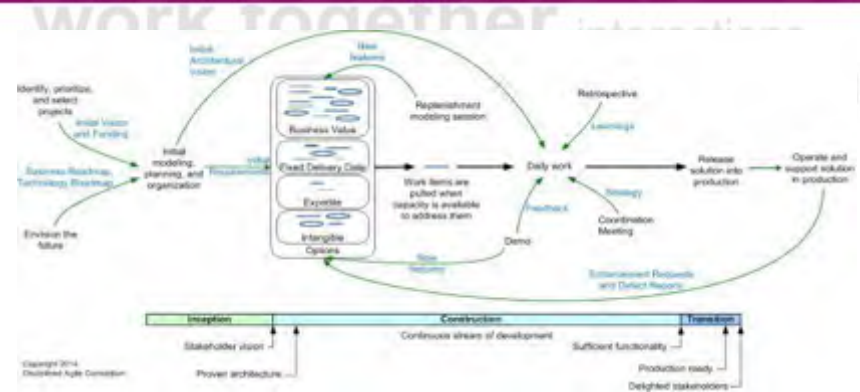 work together interactions
Initial
Architectural
Vision
New
features
Identify, prioritize,
and select
projects
Initial Vision
and Funding
Business Roadmap,
Technology Roadmap
Envision the
future
Initial
modeling,
planning, and
organization
Initial
Requirements
Business Value
Fixed Delivery Date
Expedite
Intangible
Options
Replenishment
modeling session
Work items are
pulled when
capacity is available
to address them
New
features
Daily work
Retrospective
Learnings
Strategy
Coordination
Meeting
Feedback
Demo
Release
solution into
production
Operate and
support solution
in production
Enhancement Requests
and Defect Reports
Inception
Construction
Transition
Continuous stream of development
Stakeholder vision
Proven architecture
Sufficient functionality
Production ready
Delighted stakeholders
Copyright 2014
Disciplined Agile Consortium